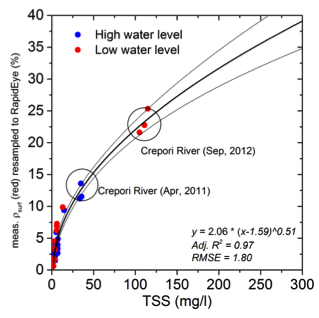 40
35
30
25
20
15
10
5
0
meas. ρsurf (red) resampled to RapidEye (%)
High water level
Low water level
Crepori River (Sep, 2012)
Crepori River (Apr, 2011)
y = 2.06 * (x-1.59)^0.51
Adj. R² = 0.97
RMSE = 1.80
0 50 100 150 200 250 300
TSS (mg/l)